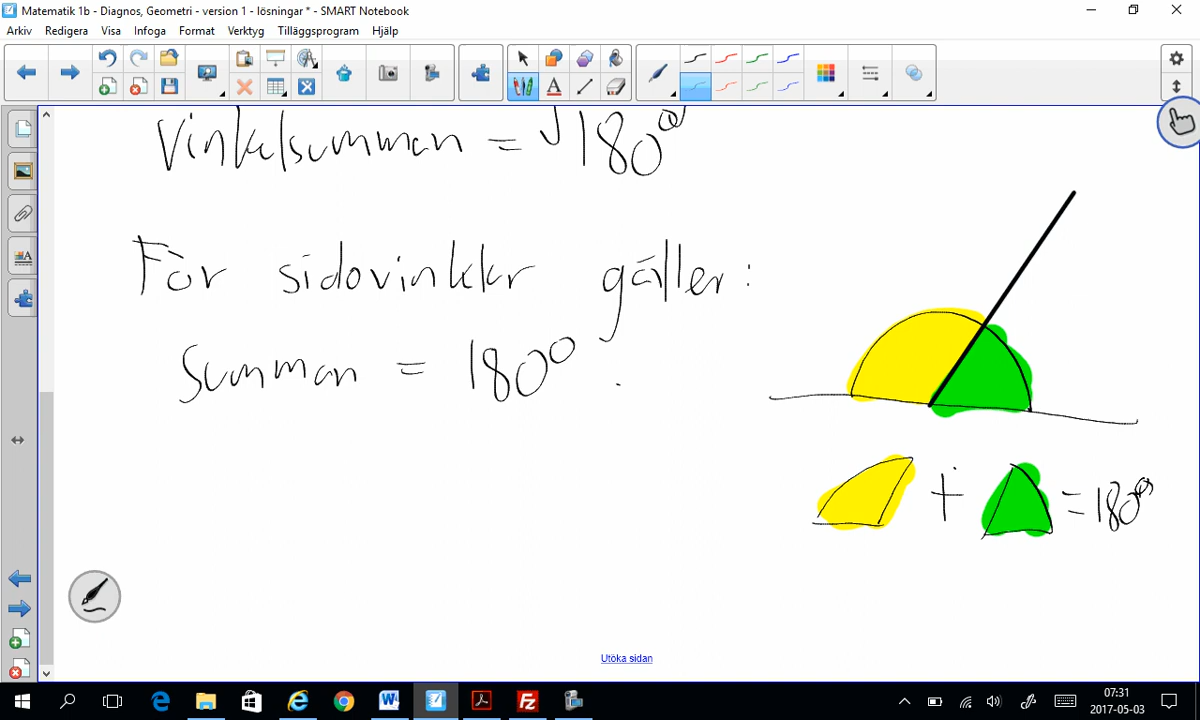 Matematik 1b - Diagnos, Geometri - version 1 - lösningar * - SMART Notebook
Arkiv Redigera Visa Infoga Format Verktyg Tilläggsprogram Hjälp
Vinkelsumman = 180°
För sidovinklar gäller:
Summan = 180°.
+ = 180°
Utöka sidan
07:31
2017-05-03